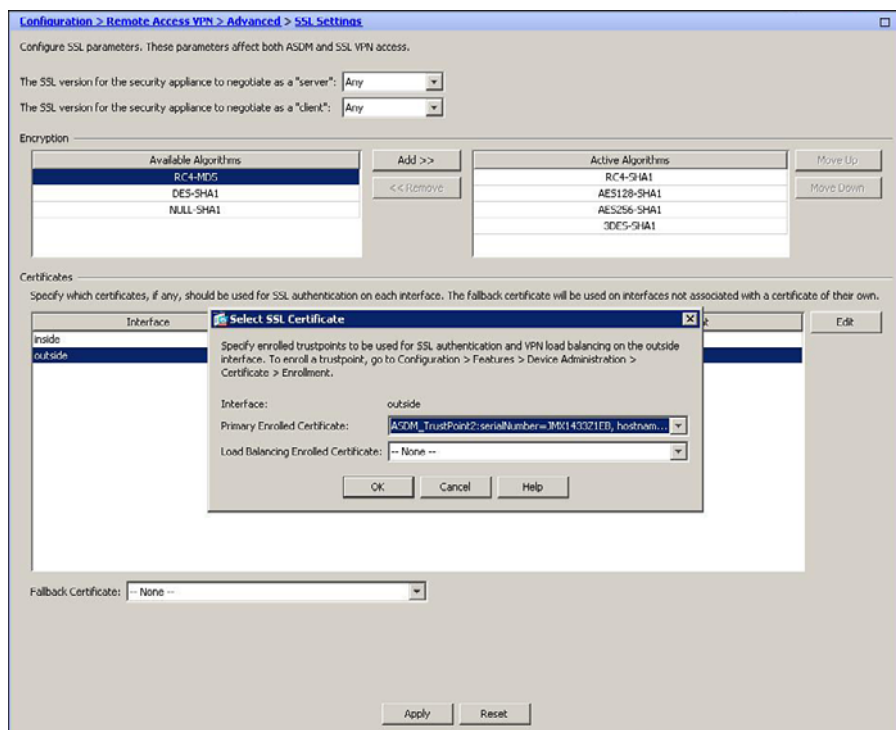 Configuration > Remote Access VPN > Advanced > SSL Settings
Configure SSL parameters. These parameters affect both ASDM and SSL VPN access.
The SSL version for the security appliance to negotiate as a "server": Any
The SSL version for the security appliance to negotiate as a "client": Any
Encryption
Available Algorithms
RC4-MD5
DES-SHA1
NULL-SHA1
Add >>
<< Remove
Active Algorithms
RC4-SHA1
AES128-SHA1
AES256-SHA1
3DES-SHA1
Move Up
Move Down
Certificates
Specify which certificates, if any, should be used for SSL authentication on each interface. The fallback certificate will be used on interfaces not associated with a certificate of their own.
Interface
inside
outside
Edit
Select SSL Certificate
Specify enrolled trustpoints to be used for SSL authentication and VPN load balancing on the outside
interface. To enroll a trustpoint, go to Configuration > Features > Device Administration >
Certificate > Enrollment.
Interface: outside
Primary Enrolled Certificate: ASDM_TrustPoint2:serialNumber=JMX1433Z1EB, hostnam...
Load Balancing Enrolled Certificate: -- None --
OK Cancel Help
Fallback Certificate: -- None --
Apply Reset